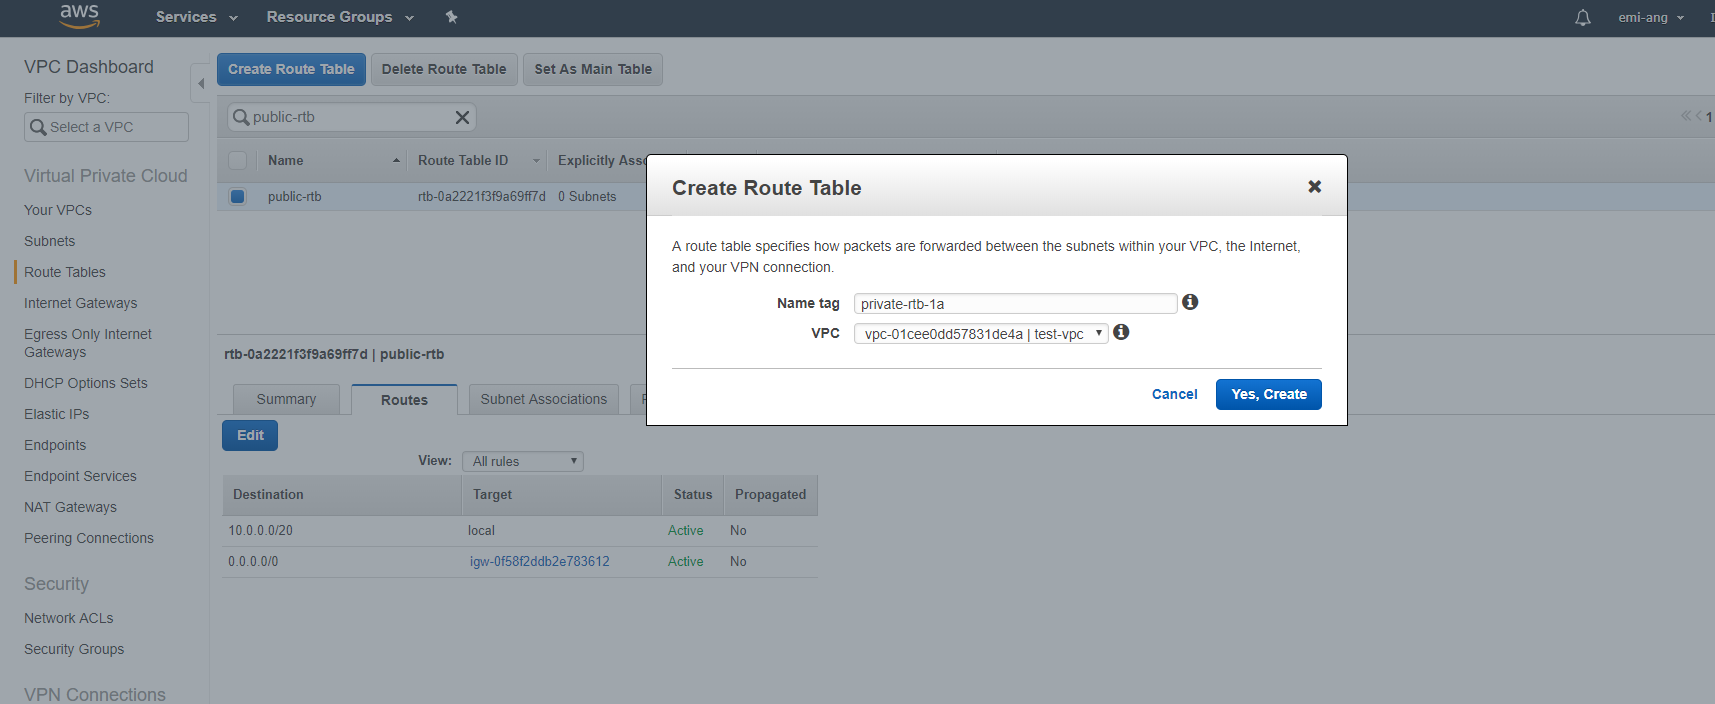 aws Services Resource Groups emi-ang
VPC Dashboard
Filter by VPC:
Select a VPC
Virtual Private Cloud
Your VPCs
Subnets
Route Tables
Internet Gateways
Egress Only Internet
Gateways
DHCP Options Sets
Elastic IPs
Endpoints
Endpoint Services
NAT Gateways
Peering Connections
Security
Network ACLs
Security Groups
VPN Connections
Create Route Table Delete Route Table Set As Main Table
public-rtb
1
Name Route Table ID Explicitly Asso
public-rtb rtb-0a2221f3f9a69ff7d 0 Subnets
rtb-0a2221f3f9a69ff7d | public-rtb
Summary Routes Subnet Associations
Edit
View: All rules
Destination Target Status Propagated
10.0.0.0/20 local Active No
0.0.0.0/0 igw-0f58f2ddb2e783612 Active No
Create Route Table
A route table specifies how packets are forwarded between the subnets within your VPC, the Internet,
and your VPN connection.
Name tag private-rtb-1a
VPC vpc-01cee0dd57831de4a | test-vpc
Cancel Yes, Create